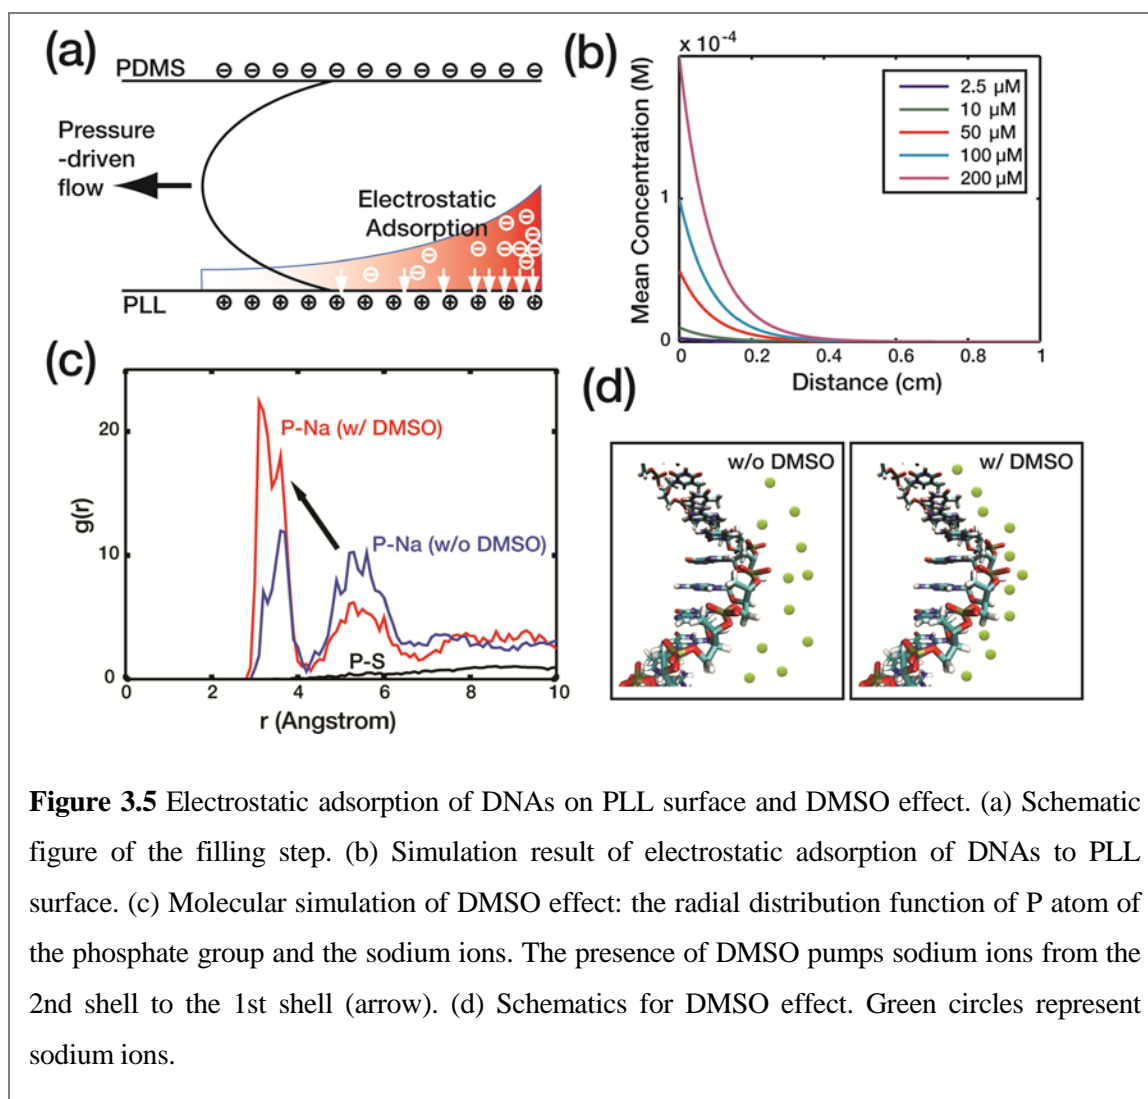 (a)
PDMS ⊖ ⊖ ⊖ ⊖ ⊖ ⊖ ⊖ ⊖ ⊖ ⊖ ⊖ ⊖
Pressure
-driven
flow
Electrostatic
Adsorption
PLL ⊕ ⊕ ⊕ ⊕ ⊕ ⊕ ⊕ ⊕ ⊕ ⊕ ⊕ ⊕
(b)
x 10⁻⁴
Mean Concentration (M)
1
0
2.5 µM
10 µM
50 µM
100 µM
200 µM
0 0.2 0.4 0.6 0.8 1
Distance (cm)
(c)
g(r)
20
10
0
P-Na (w/ DMSO)
P-Na (w/o DMSO)
P-S
0 2 4 6 8 10
r (Angstrom)
(d)
w/o DMSO
w/ DMSO
Figure 3.5 Electrostatic adsorption of DNAs on PLL surface and DMSO effect. (a) Schematic
figure of the filling step. (b) Simulation result of electrostatic adsorption of DNAs to PLL
surface. (c) Molecular simulation of DMSO effect: the radial distribution function of P atom of
the phosphate group and the sodium ions. The presence of DMSO pumps sodium ions from the
2nd shell to the 1st shell (arrow). (d) Schematics for DMSO effect. Green circles represent
sodium ions.